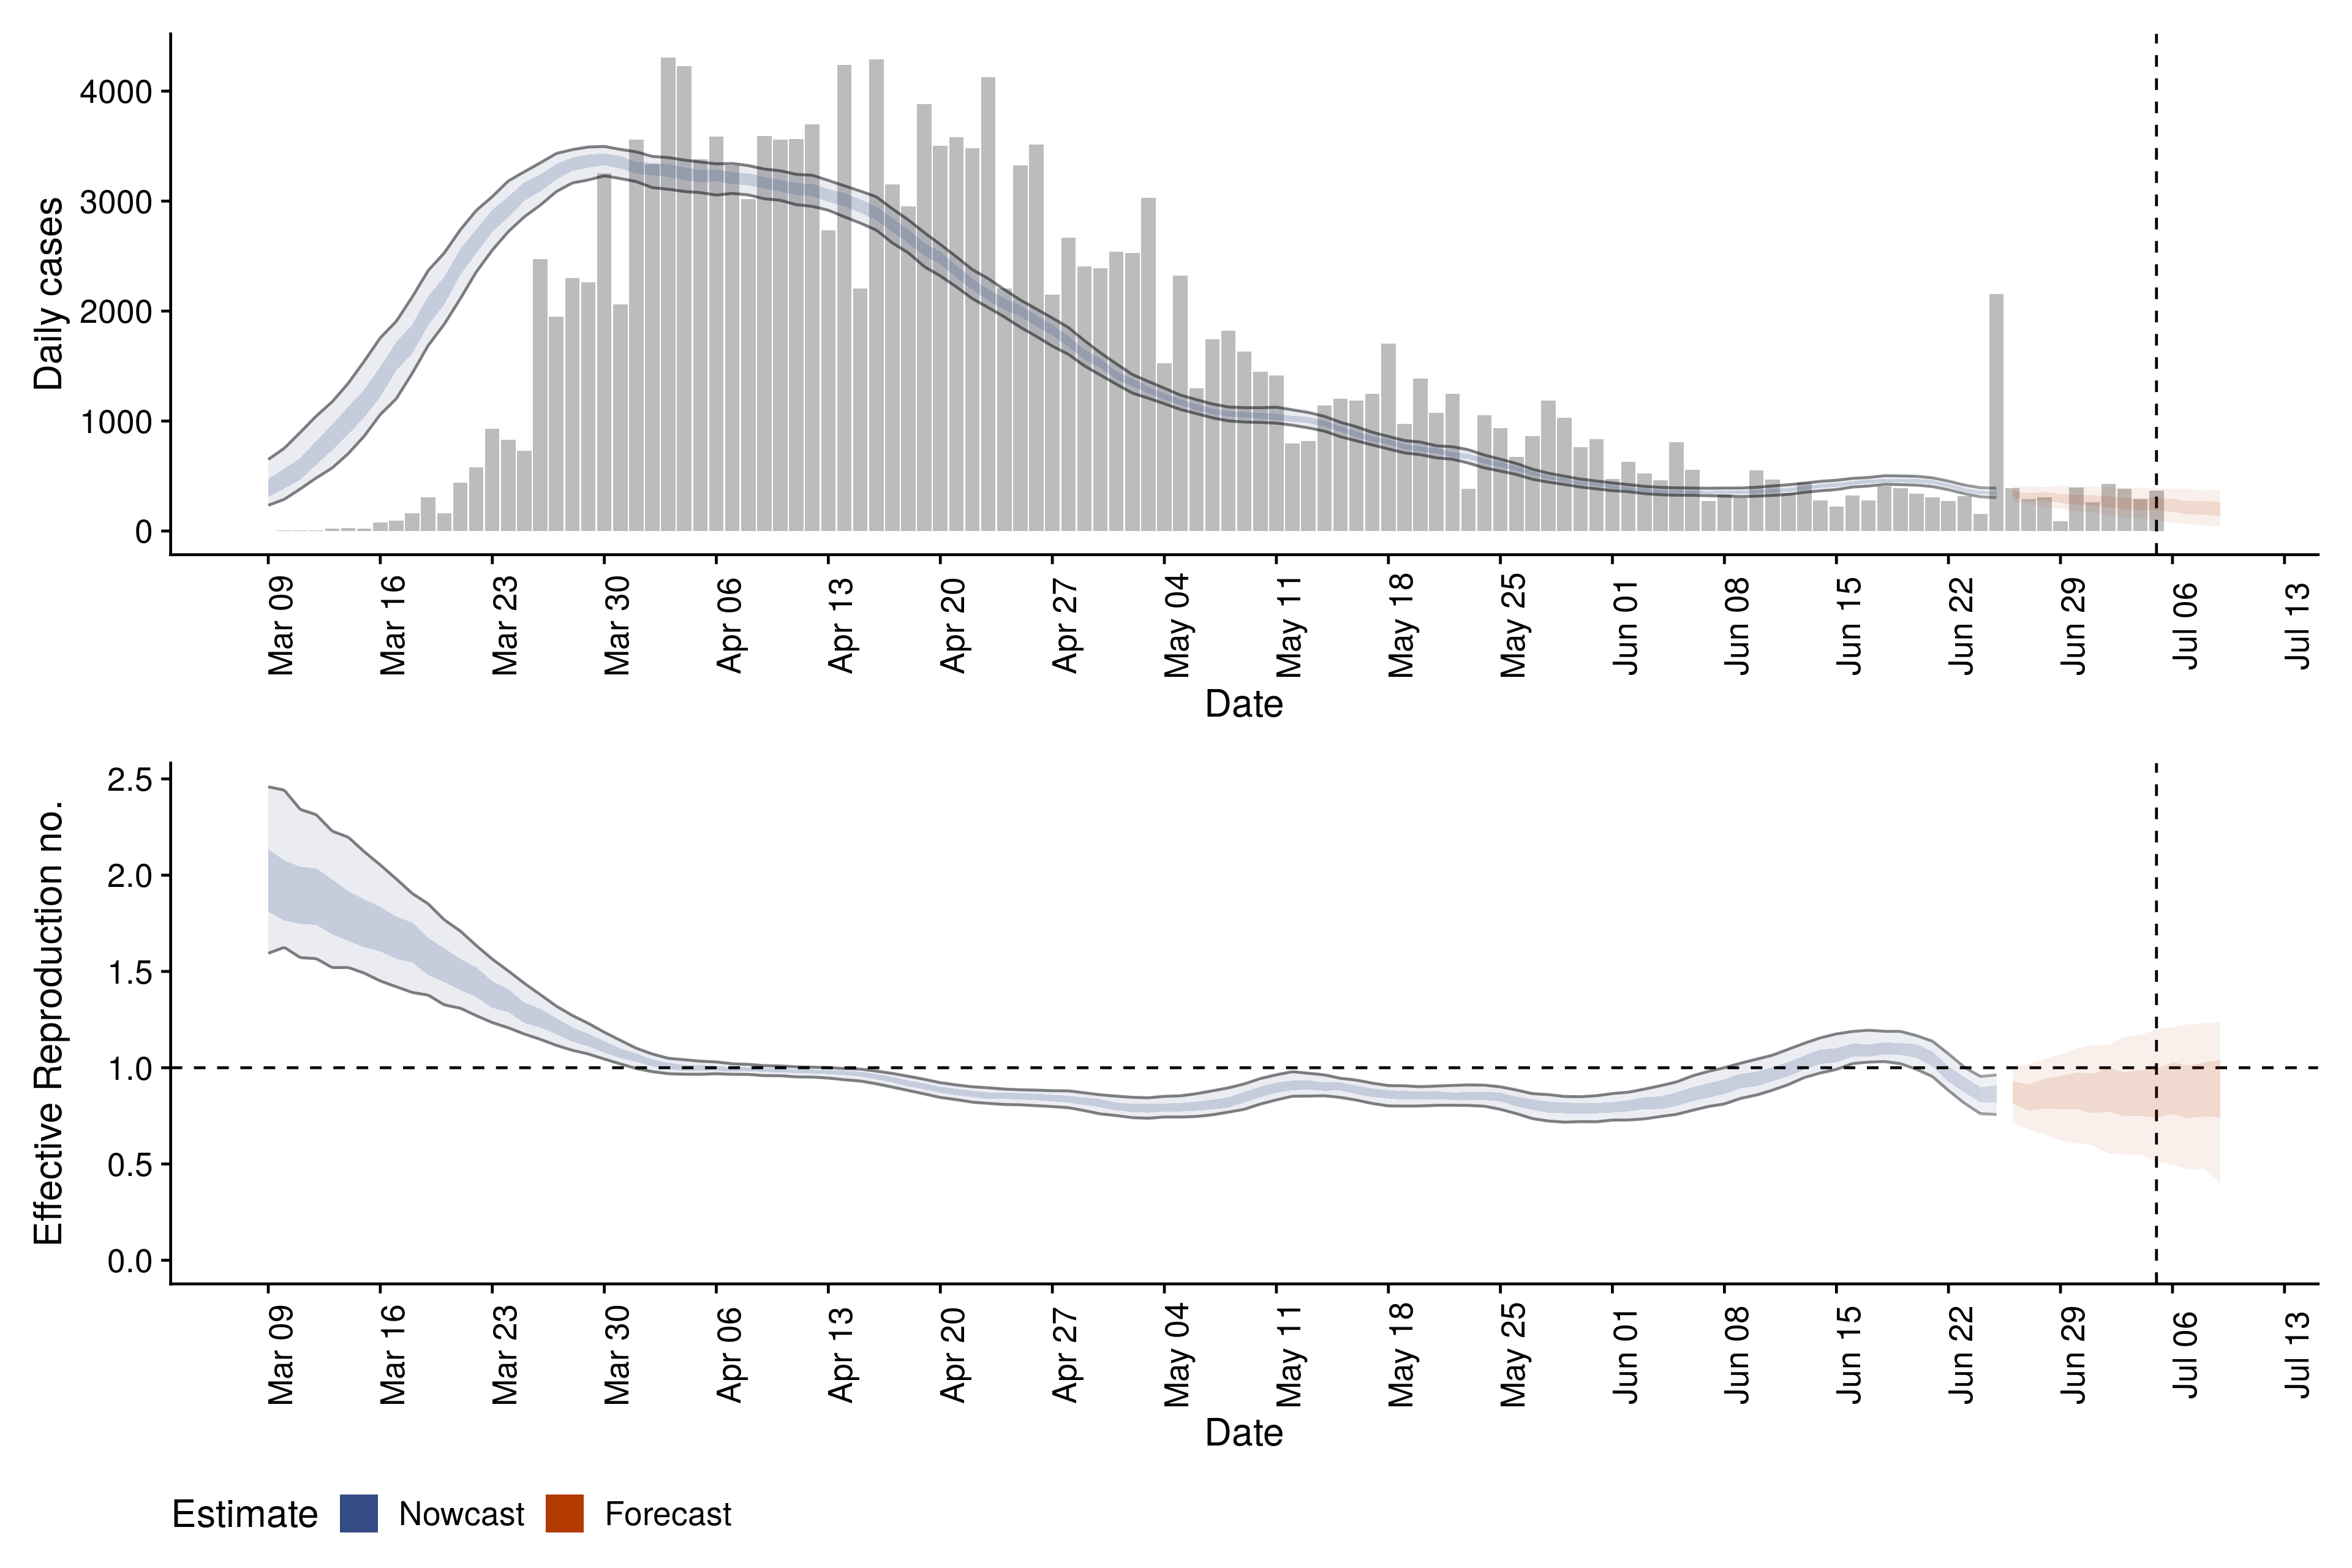 Daily cases
4000
3000
2000
1000
0
Mar 09 Mar 16 Mar 23 Mar 30 Apr 06 Apr 13 Apr 20 Apr 27 May 04 May 11 May 18 May 25 Jun 01 Jun 08 Jun 15 Jun 22 Jun 29 Jul 06 Jul 13
Date
Effective Reproduction no.
2.5
2.0
1.5
1.0
0.5
0.0
Mar 09 Mar 16 Mar 23 Mar 30 Apr 06 Apr 13 Apr 20 Apr 27 May 04 May 11 May 18 May 25 Jun 01 Jun 08 Jun 15 Jun 22 Jun 29 Jul 06 Jul 13
Date
Estimate Nowcast Forecast